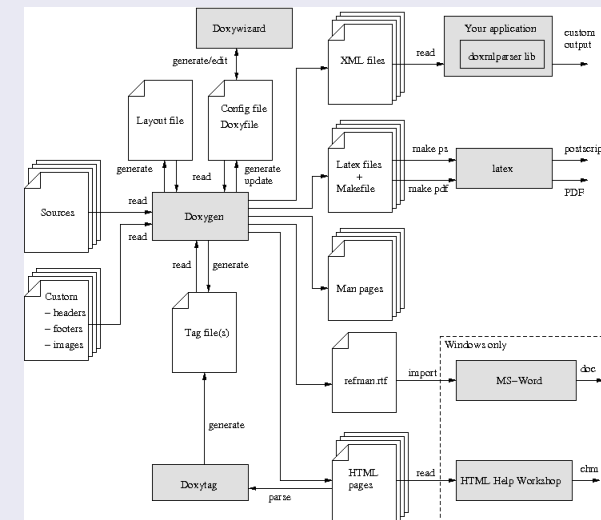 Doxywizard
generate/edit
XML files
read
Your application
doxmlparser lib
custom
output
Layout file
Config file
Doxyfile
generate
read
generate
update
Latex files
+
Makefile
make ps
make pdf
latex
postscrip
PDF
Sources
read
Doxygen
read
Custom
– headers
– footers
– images
read
generate
Man pages
Tag file(s)
Windows only
refman.rtf
import
MS–Word
doc
generate
Doxytag
parse
HTML
pages
read
HTML Help Workshop
chm